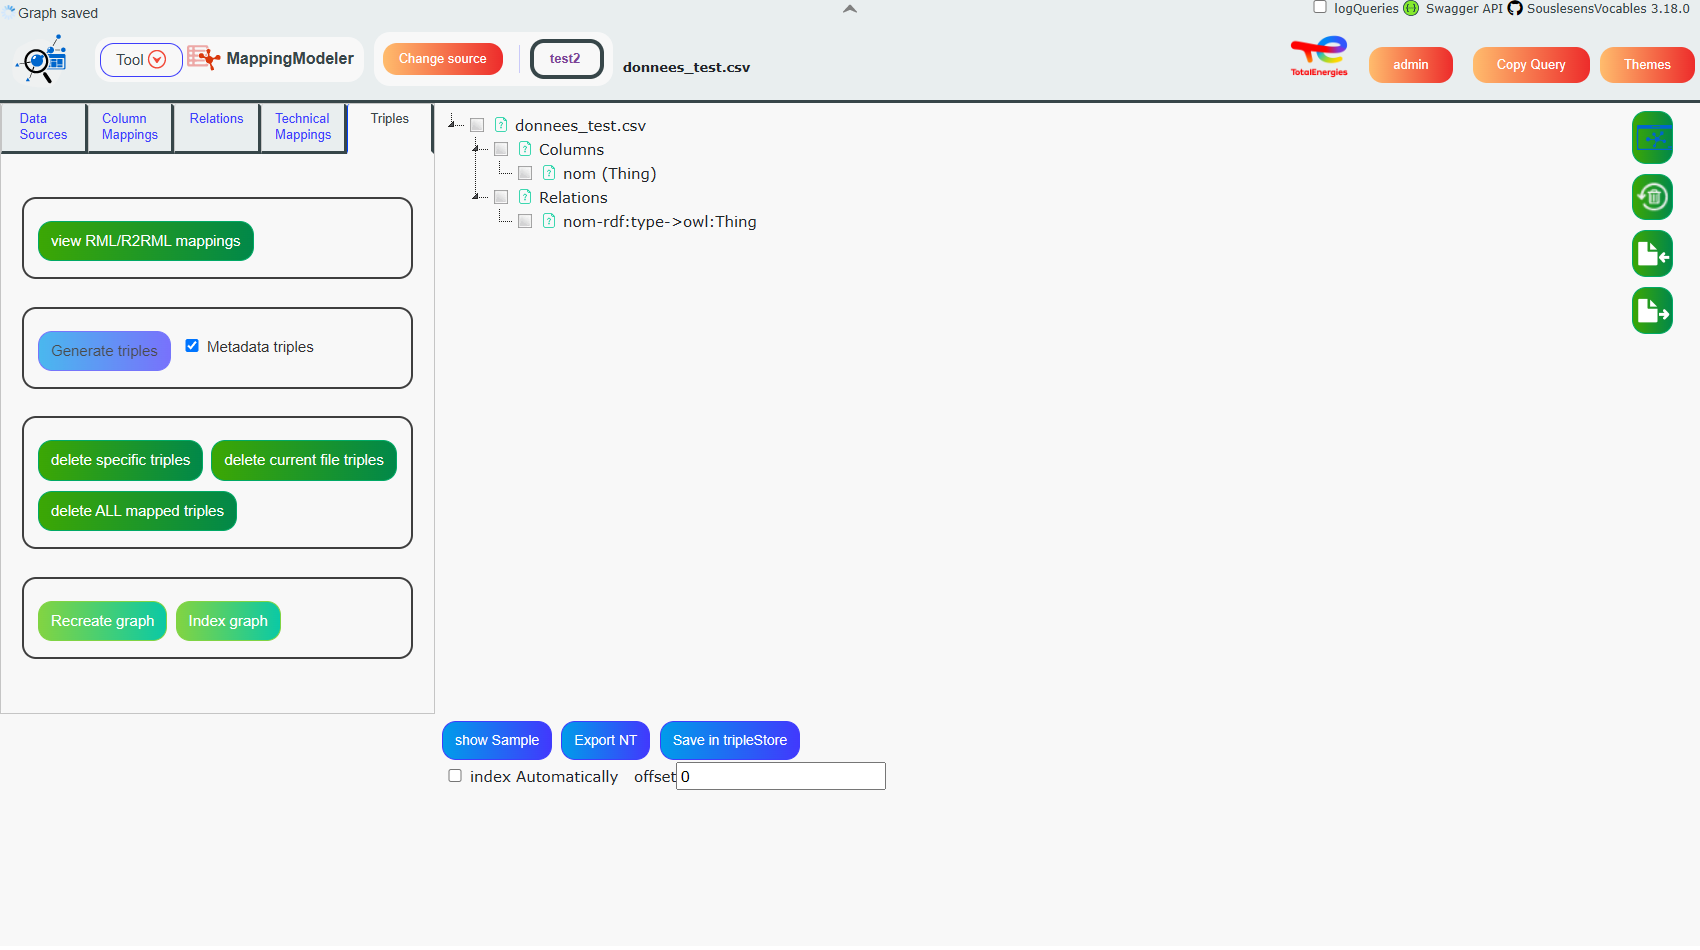 Graph saved
logQueries Swagger API SouslesensVocables 3.18.0
Tool MappingModeler Change source test2 donnees_test.csv
TotalEnergies admin Copy Query Themes
Data Sources
Column Mappings
Relations
Technical Mappings
Triples
view RML/R2RML mappings
Generate triples Metadata triples
delete specific triples delete current file triples
delete ALL mapped triples
Recreate graph Index graph
donnees_test.csv
Columns
nom (Thing)
Relations
nom-rdf:type->owl:Thing
show Sample Export NT Save in tripleStore
index Automatically offset 0